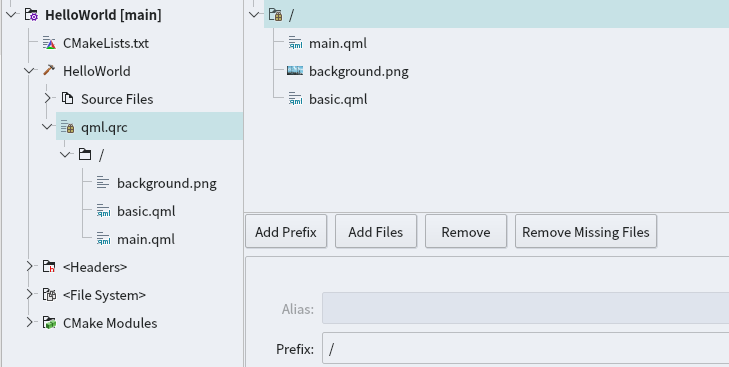 HelloWorld [main]
CMakeLists.txt
HelloWorld
Source Files
qml.qrc
/
background.png
basic.qml
main.qml
<Headers>
<File System>
CMake Modules
/
main.qml
background.png
basic.qml
Add Prefix Add Files Remove Remove Missing Files
Alias:
Prefix: /